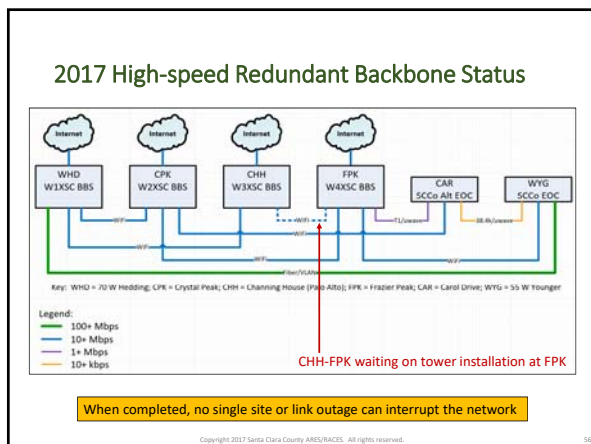 2017 High-speed Redundant Backbone Status
Internet
Internet
Internet
Internet
WHD
W1XSC BBS
CPK
W2XSC BBS
CHH
W3XSC BBS
FPK
W4XSC BBS
CAR
SCCo Alt EOC
WYG
SCCo EOC
WiFi
WiFi
T1/uwave
38.4k/uwave
WiFi
WiFi
WiFi
Fiber/VLAN
Key: WHD = 70 W Hedding; CPK = Crystal Peak; CHH = Channing House (Palo Alto); FPK = Frazier Peak; CAR = Carol Drive; WYG = 55 W Younger
Legend:
100+ Mbps
10+ Mbps
1+ Mbps
10+ kbps
CHH-FPK waiting on tower installation at FPK
When completed, no single site or link outage can interrupt the network
Copyright 2017 Santa Clara County ARES/RACES. All rights reserved.
56